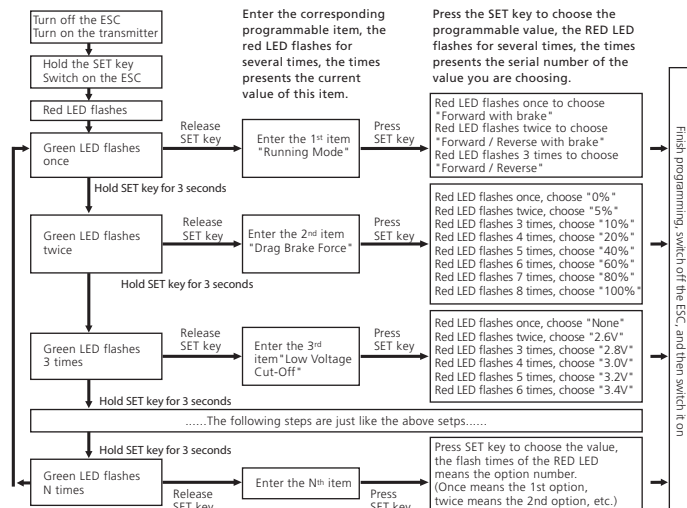 Turn off the ESC
Turn on the transmitter
Hold the SET key
Switch on the ESC
Red LED flashes
Enter the corresponding
programmable item, the
red LED flashes for
several times, the times
presents the current
value of this item.
Press the SET key to choose the
programmable value, the RED LED
flashes for several times, the times
presents the serial number of the
value you are choosing.
Green LED flashes
once
Release
SET key
Enter the 1st item
"Running Mode"
Press
SET key
Red LED flashes once to choose
"Forward with brake"
Red LED flashes twice to choose
"Forward / Reverse with brake"
Red LED flashes 3 times to choose
"Forward / Reverse"
Hold SET key for 3 seconds
Green LED flashes
twice
Release
SET key
Enter the 2nd item
"Drag Brake Force"
Press
SET key
Red LED flashes once, choose "0%"
Red LED flashes twice, choose "5%"
Red LED flashes 3 times, choose "10%"
Red LED flashes 4 times, choose "20%"
Red LED flashes 5 times, choose "40%"
Red LED flashes 6 times, choose "60%"
Red LED flashes 7 times, choose "80%"
Red LED flashes 8 times, choose "100%"
Hold SET key for 3 seconds
Green LED flashes
3 times
Release
SET key
Enter the 3rd
item"Low Voltage
Cut-Off"
Press
SET key
Red LED flashes once, choose "None"
Red LED flashes twice, choose "2.6V"
Red LED flashes 3 times, choose "2.8V"
Red LED flashes 4 times, choose "3.0V"
Red LED flashes 5 times, choose "3.2V"
Red LED flashes 6 times, choose "3.4V"
Hold SET key for 3 seconds
......The following steps are just like the above setps......
Hold SET key for 3 seconds
Green LED flashes
N times
Release
SET key
Enter the Nth item
Press
SET key
Press SET key to choose the value,
the flash times of the RED LED
means the option number.
(Once means the 1st option,
twice means the 2nd option, etc.)
Finish programming, switch off the ESC, and then switch it on